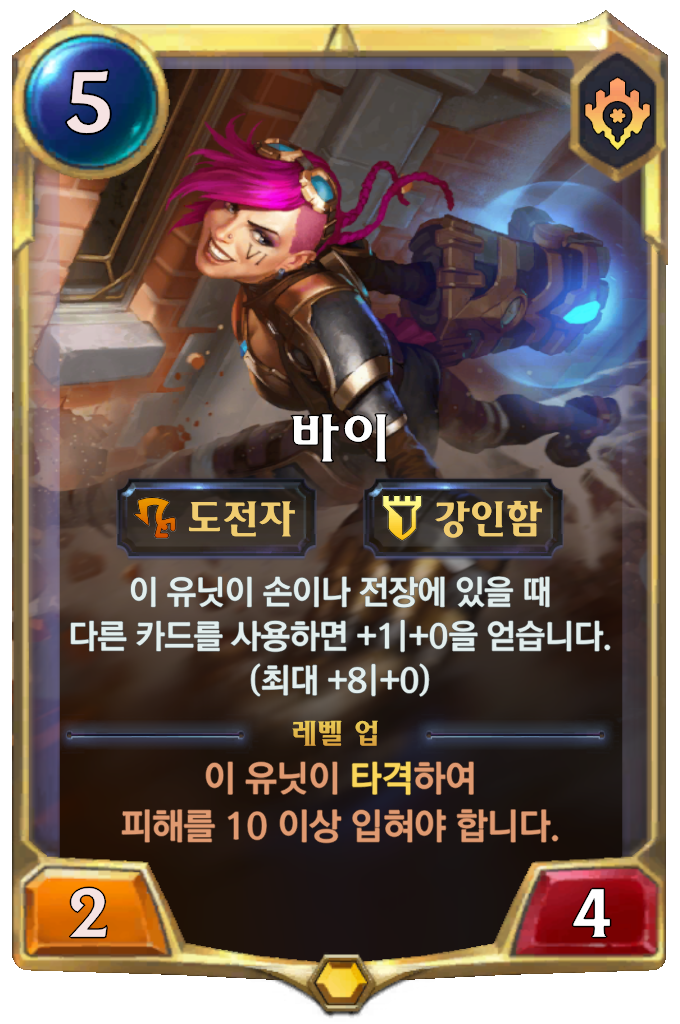 5
VI
바이
도전자 강인함
이 유닛이 손이나 전장에 있을 때
다른 카드를 사용하면 +1|+0을 얻습니다.
(최대 +8|+0)
레벨 업
이 유닛이 타격하여
피해를 10 이상 입혀야 합니다.
2 4